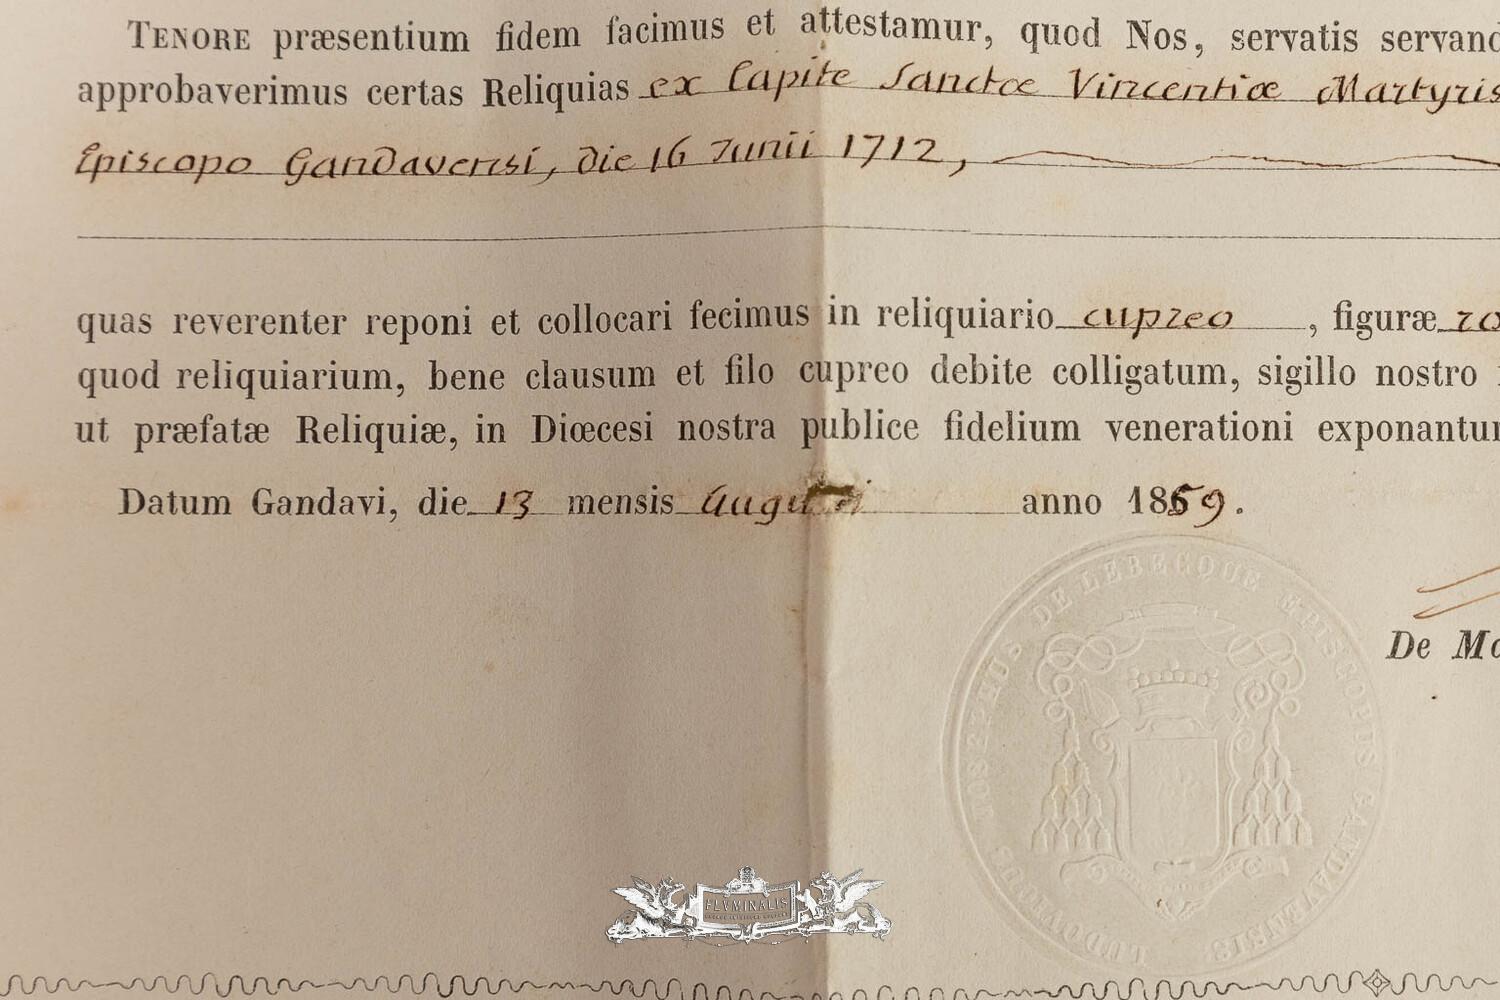 TENORE præsentium fidem facimus et attestamur, quod Nos, servatis servand
approbaverimus certas Reliquias ex Capite Sanctæ Vincentiæ Martyris
Episcopo Gandavensi, die 16 Junii 1712,
quas reverenter reponi et collocari fecimus in reliquiario cupreo, figuræ ro
quod reliquiarium, bene clausum et filo cupreo debite colligatum, sigillo nostro
ut præfatæ Reliquiæ, in Diœcesi nostra publice fidelium venerationi exponantur
Datum Gandavi, die 13 mensis Augusti anno 1869.
De Mo
LUDOVICUS JOSEPHUS DE LEBECQUE EPISCOPUS GANDAVENSIS
FLVMINALIS